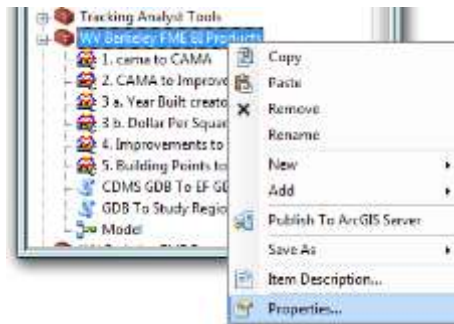 Tracking Analyst Tools
WV Berkeley FME EI Products
1. cama to CAMA
2. CAMA to Improve
3 a. Year Built creato
3 b. Dollar Per Squar
4. Improvements to
5. Building Points to
CDMS GDB To EF GD
GDB To Study Regio
Model
Copy
Paste
Remove
Rename
New
Add
Publish To ArcGIS Server
Save As
Item Description...
Properties...